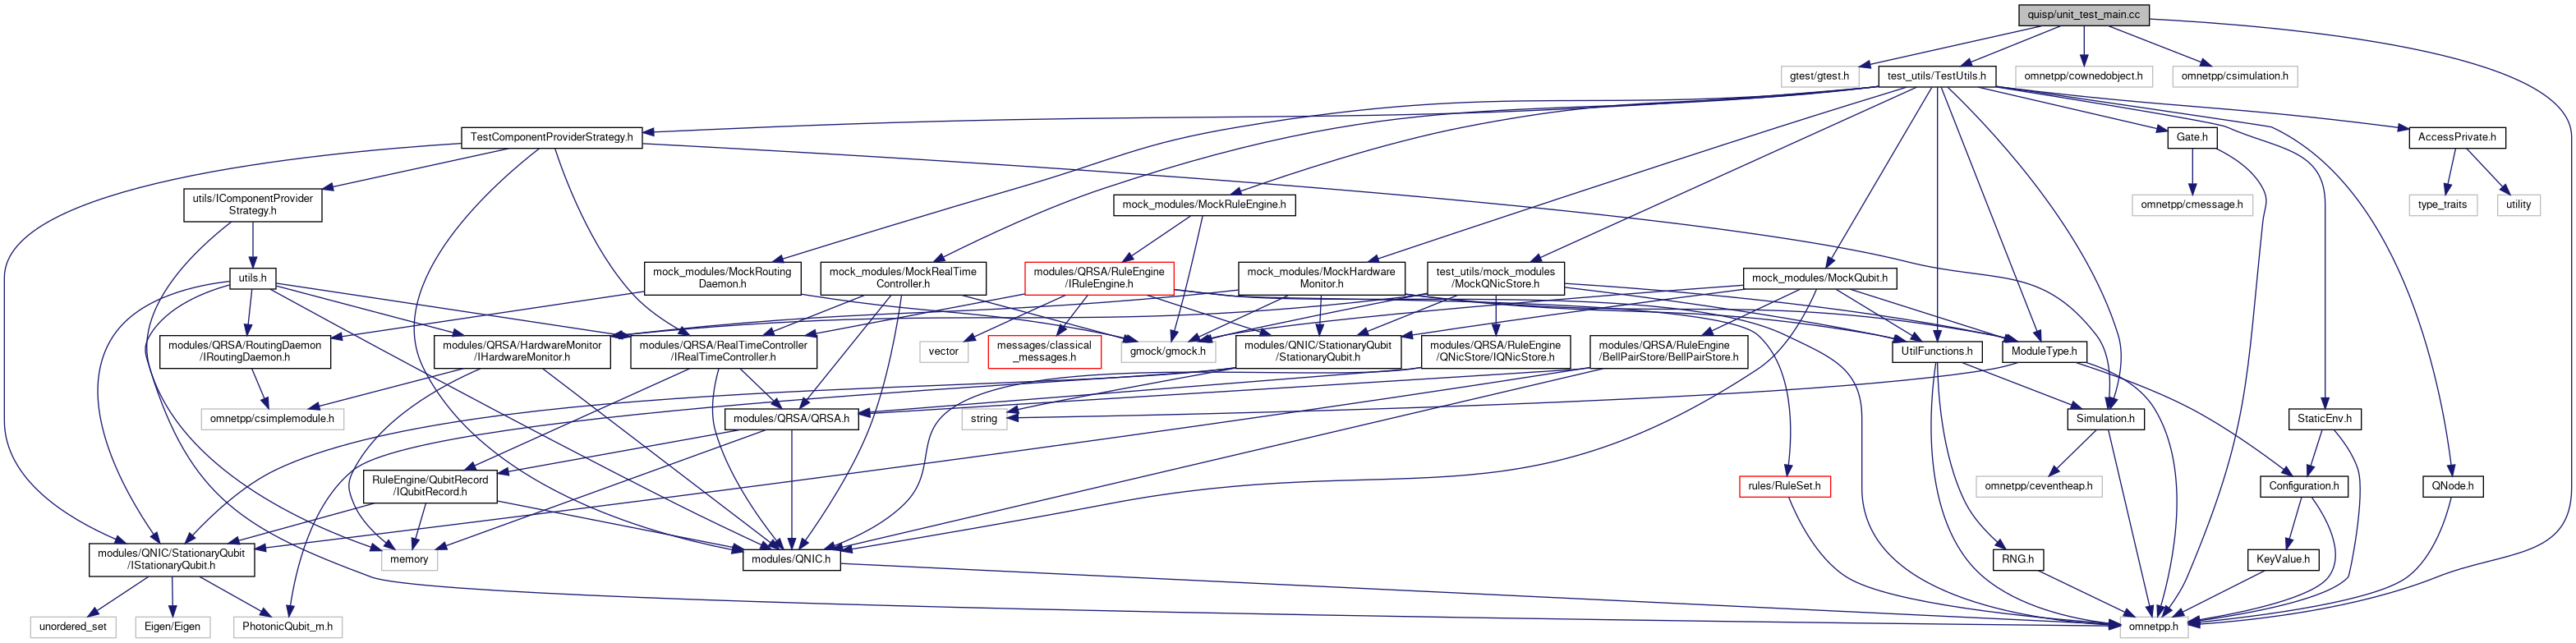 quisp/unit_test_main.cc
gtest/gtest.h
test_utils/TestUtils.h
omnetpp/cownedobject.h
omnetpp/csimulation.h
TestComponentProviderStrategy.h
Gate.h
AccessPrivate.h
utils/IComponentProvider
Strategy.h
mock_modules/MockRuleEngine.h
omnetpp/cmessage.h
type_traits
utility
utils.h
mock_modules/MockRouting
Daemon.h
mock_modules/MockRealTime
Controller.h
modules/QRSA/RuleEngine
/IRuleEngine.h
mock_modules/MockHardware
Monitor.h
test_utils/mock_modules
/MockQNicStore.h
mock_modules/MockQubit.h
modules/QRSA/RoutingDaemon
/IRoutingDaemon.h
modules/QRSA/HardwareMonitor
/IHardwareMonitor.h
modules/QRSA/RealTimeController
/IRealTimeController.h
vector
messages/classical
_messages.h
gmock/gmock.h
modules/QNIC/StationaryQubit
/StationaryQubit.h
modules/QRSA/RuleEngine
/QNicStore/IQNicStore.h
modules/QRSA/RuleEngine
/BellPairStore/BellPairStore.h
UtilFunctions.h
ModuleType.h
omnetpp/csimplemodule.h
modules/QRSA/QRSA.h
string
Simulation.h
StaticEnv.h
RuleEngine/QubitRecord
/IQubitRecord.h
rules/RuleSet.h
omnetpp/ceventheap.h
Configuration.h
QNode.h
modules/QNIC/StationaryQubit
/IStationaryQubit.h
memory
modules/QNIC.h
RNG.h
KeyValue.h
unordered_set
Eigen/Eigen
PhotonicQubit_m.h
omnetpp.h